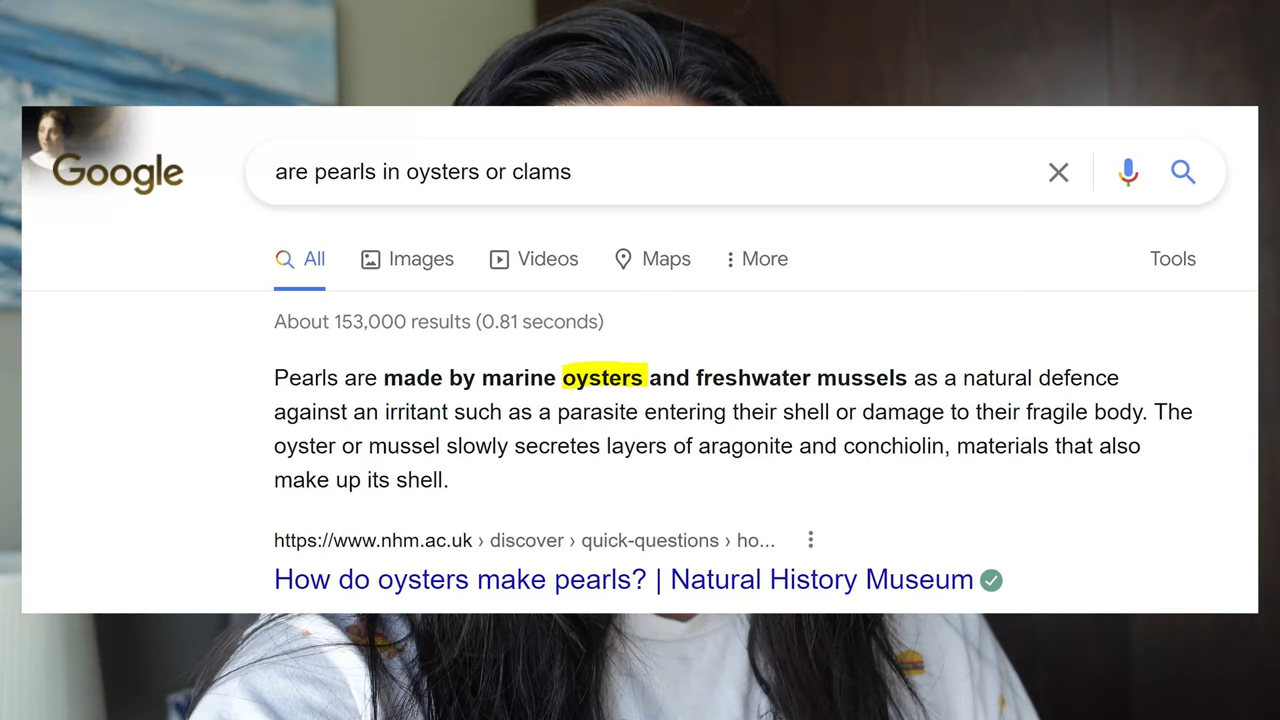 Google
are pearls in oysters or clams
All Images Videos Maps More Tools
About 153,000 results (0.81 seconds)
Pearls are made by marine oysters and freshwater mussels as a natural defence
against an irritant such as a parasite entering their shell or damage to their fragile body. The
oyster or mussel slowly secretes layers of aragonite and conchiolin, materials that also
make up its shell.
https://www.nhm.ac.uk › discover › quick-questions › ho...
How do oysters make pearls? | Natural History Museum